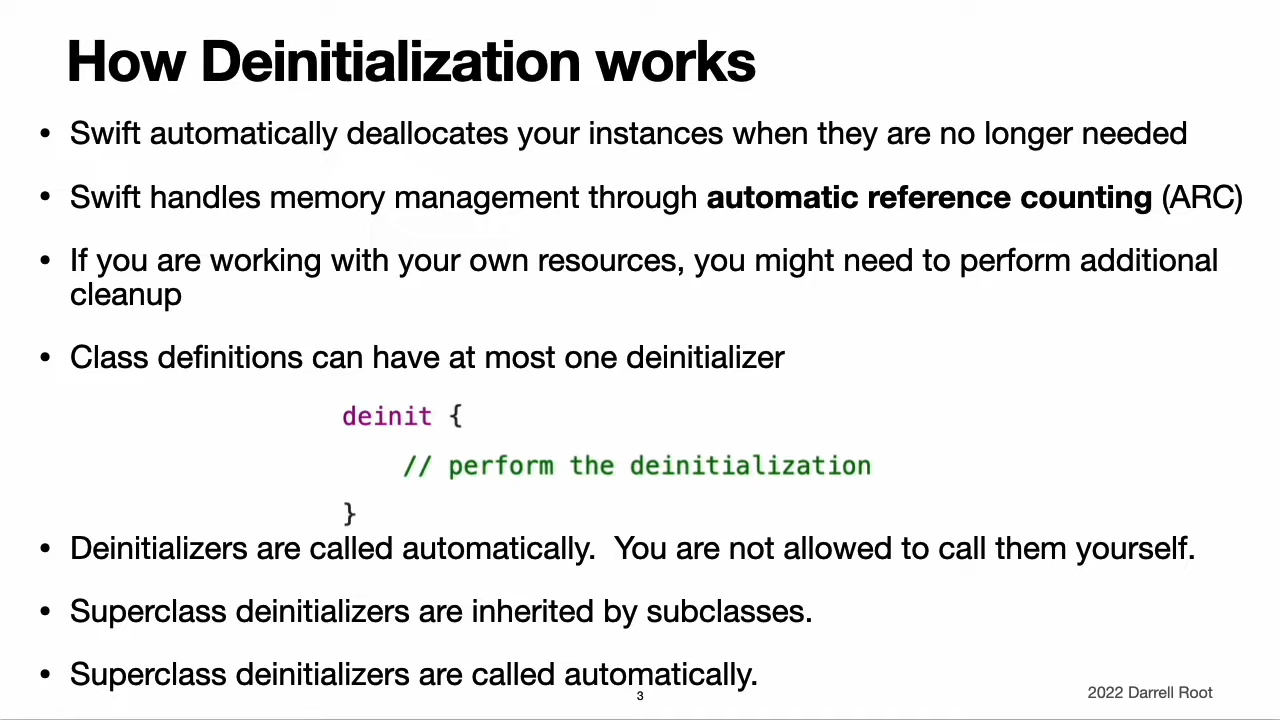 How Deinitialization works
• Swift automatically deallocates your instances when they are no longer needed
• Swift handles memory management through automatic reference counting (ARC)
• If you are working with your own resources, you might need to perform additional
cleanup
• Class definitions can have at most one deinitializer
deinit {
// perform the deinitialization
}
• Deinitializers are called automatically.  You are not allowed to call them yourself.
• Superclass deinitializers are inherited by subclasses.
• Superclass deinitializers are called automatically.
3
2022 Darrell Root